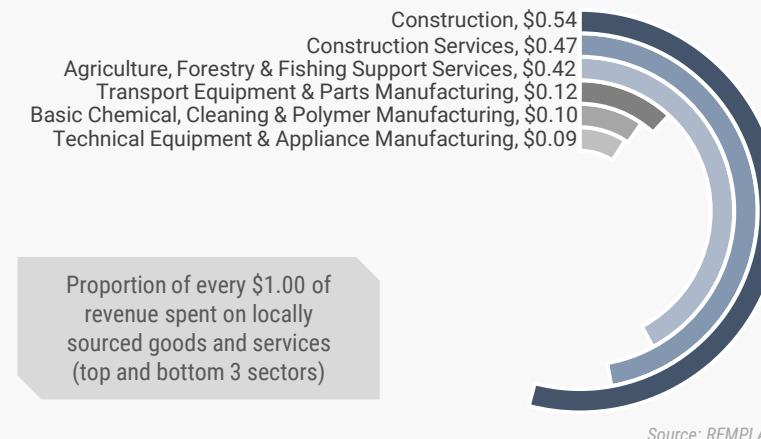 Construction, $0.54
Construction Services, $0.47
Agriculture, Forestry & Fishing Support Services, $0.42
Transport Equipment & Parts Manufacturing, $0.12
Basic Chemical, Cleaning & Polymer Manufacturing, $0.10
Technical Equipment & Appliance Manufacturing, $0.09
Proportion of every $1.00 of
revenue spent on locally
sourced goods and services
(top and bottom 3 sectors)
Source: REMPLA